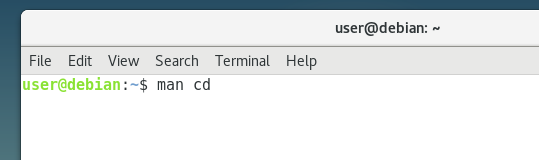 user@debian: ~
File Edit View Search Terminal Help
user@debian:~$ man cd